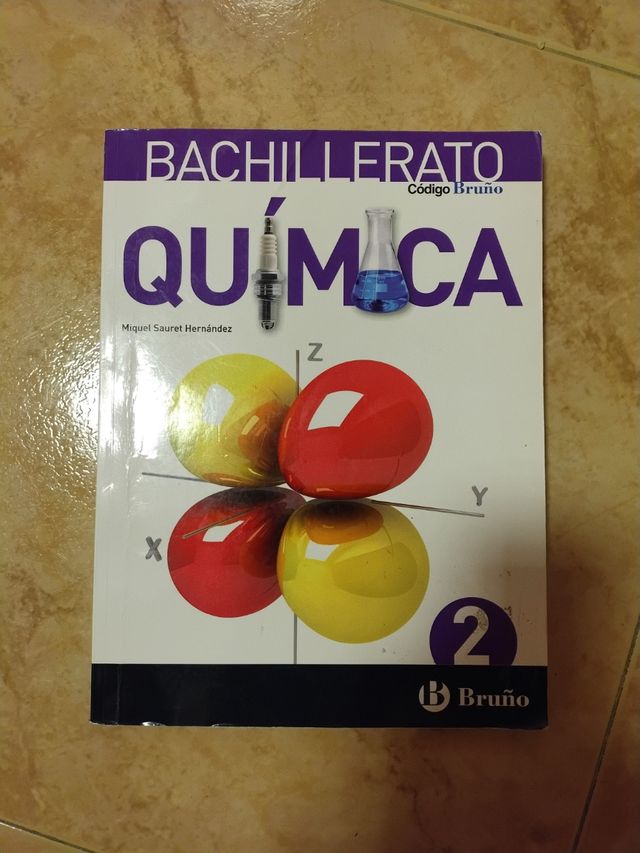 BACHILLERATO
Código Bruño
QUÍMICA
Miquel Sauret Hernández
Z
Y
X
2
B Bruño